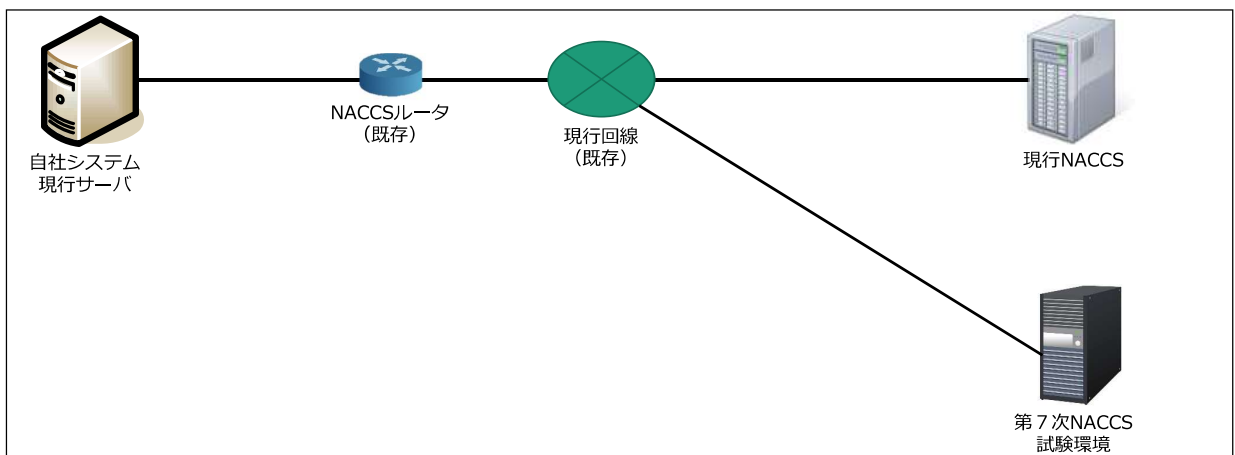 自社システム
現行サーバ
NACCSルータ
（既存）
現行回線
（既存）
現行NACCS
第７次NACCS
試験環境